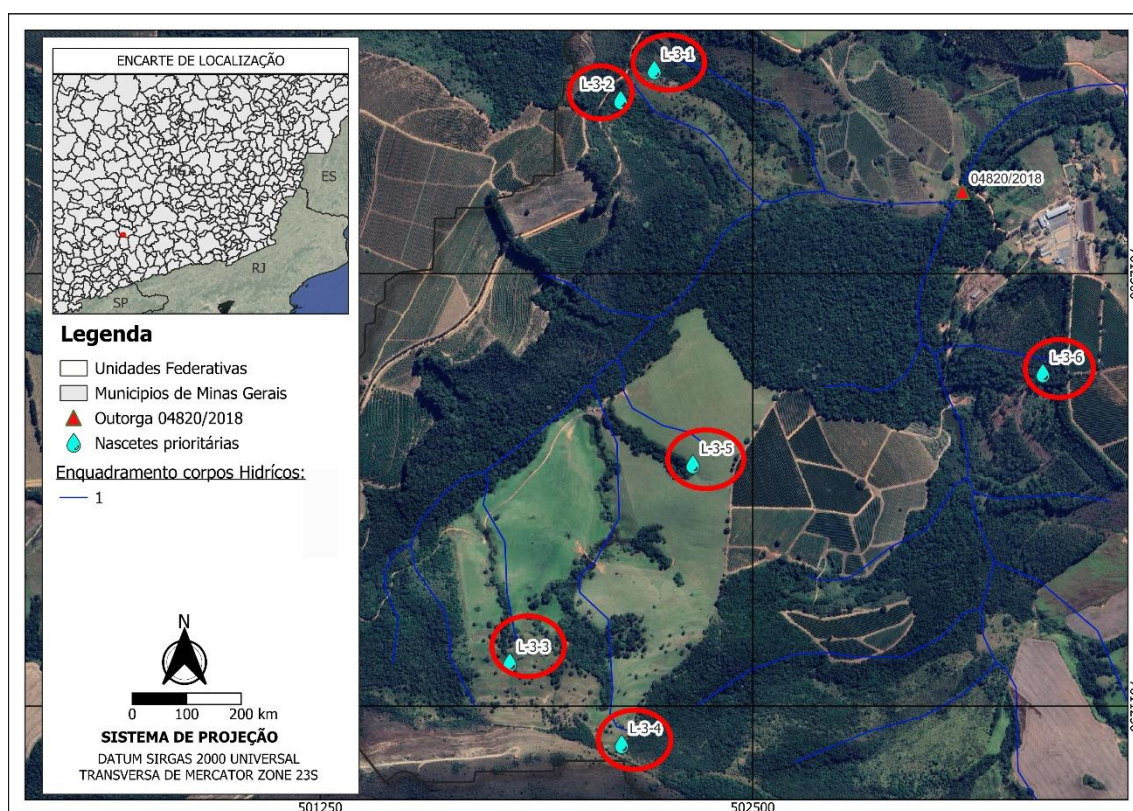 ENCARTE DE LOCALIZAÇÃO
ES
RJ
SP
Legenda
Unidades Federativas
Municipios de Minas Gerais
Outorga 04820/2018
Nascetes prioritárias
Enquadramento corpos Hidrícos:
1
N
0 100 200 km
SISTEMA DE PROJEÇÃO
DATUM SIRGAS 2000 UNIVERSAL
TRANSVERSA DE MERCATOR ZONE 23S
L-3-1
L-3-2
04820/2018
L-3-6
L-3-5
L-3-3
L-3-4
501250
502500